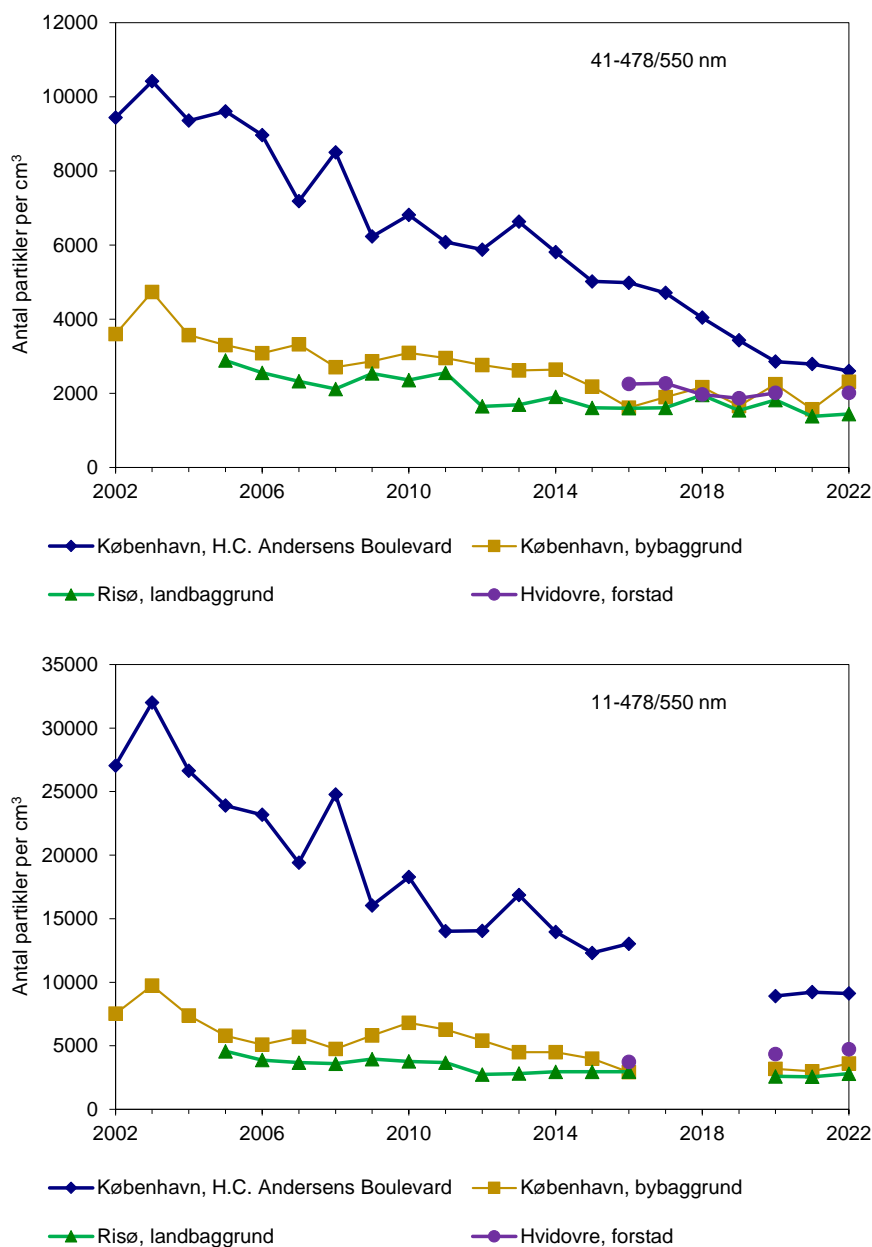 12000
41-478/550 nm
10000
8000
6000
4000
2000
0
Antal partikler per cm³
2002 2006 2010 2014 2018 2022
København, H.C. Andersens Boulevard København, bybaggrund
Risø, landbaggrund Hvidovre, forstad
35000
11-478/550 nm
30000
25000
20000
15000
10000
5000
0
Antal partikler per cm³
2002 2006 2010 2014 2018 2022
København, H.C. Andersens Boulevard København, bybaggrund
Risø, landbaggrund Hvidovre, forstad